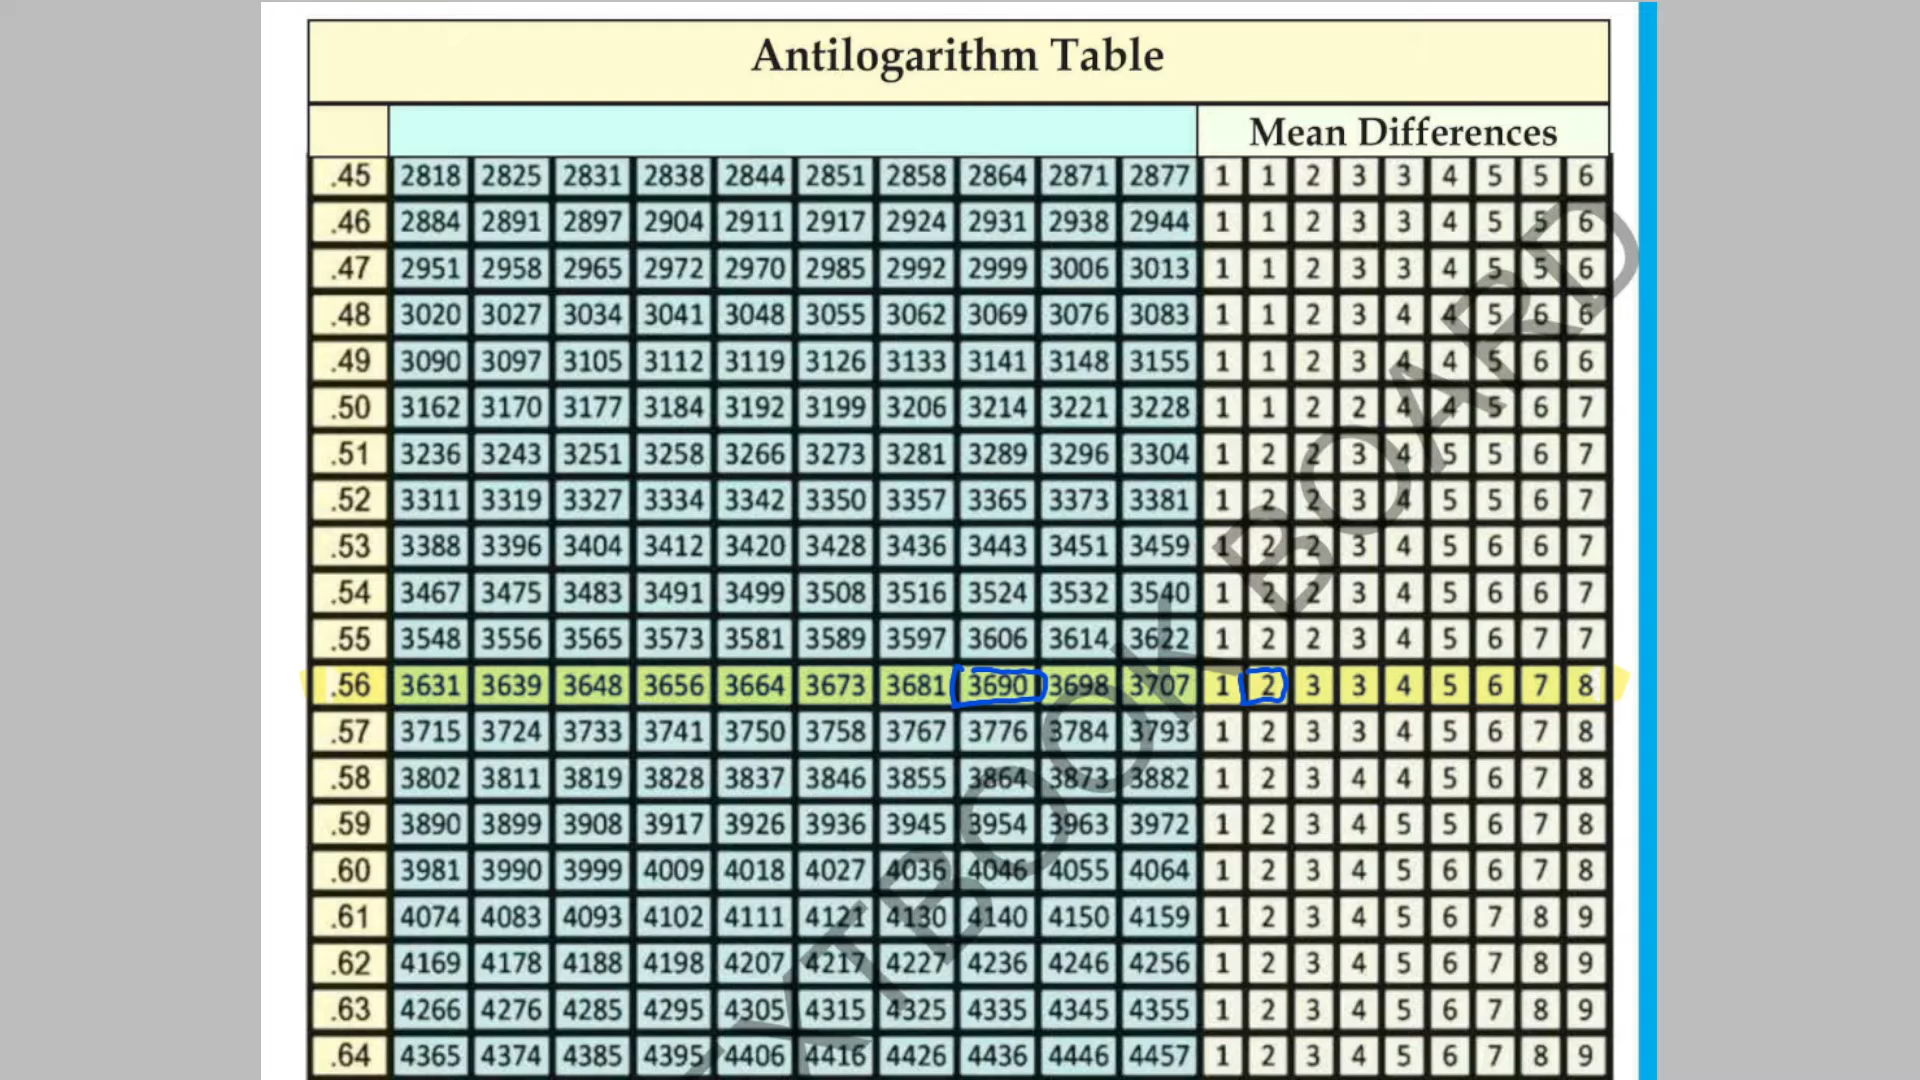 Antilogarithm Table
Mean Differences
.45 2818 2825 2831 2838 2844 2851 2858 2864 2871 2877 1 1 2 3 3 4 5 5 6
.46 2884 2891 2897 2904 2911 2917 2924 2931 2938 2944 1 1 2 3 3 4 5 5 6
.47 2951 2958 2965 2972 2970 2985 2992 2999 3006 3013 1 1 2 3 3 4 5 5 6
.48 3020 3027 3034 3041 3048 3055 3062 3069 3076 3083 1 1 2 3 4 4 5 6 6
.49 3090 3097 3105 3112 3119 3126 3133 3141 3148 3155 1 1 2 3 4 4 5 6 6
.50 3162 3170 3177 3184 3192 3199 3206 3214 3221 3228 1 1 2 2 4 4 5 6 7
.51 3236 3243 3251 3258 3266 3273 3281 3289 3296 3304 1 2 2 3 4 5 5 6 7
.52 3311 3319 3327 3334 3342 3350 3357 3365 3373 3381 1 2 2 3 4 5 5 6 7
.53 3388 3396 3404 3412 3420 3428 3436 3443 3451 3459 1 2 2 3 4 5 6 6 7
.54 3467 3475 3483 3491 3499 3508 3516 3524 3532 3540 1 2 2 3 4 5 6 6 7
.55 3548 3556 3565 3573 3581 3589 3597 3606 3614 3622 1 2 2 3 4 5 6 7 7
.56 3631 3639 3648 3656 3664 3673 3681 3690 3698 3707 1 2 3 3 4 5 6 7 8
.57 3715 3724 3733 3741 3750 3758 3767 3776 3784 3793 1 2 3 3 4 5 6 7 8
.58 3802 3811 3819 3828 3837 3846 3855 3864 3873 3882 1 2 3 4 4 5 6 7 8
.59 3890 3899 3908 3917 3926 3936 3945 3954 3963 3972 1 2 3 4 5 5 6 7 8
.60 3981 3990 3999 4009 4018 4027 4036 4046 4055 4064 1 2 3 4 5 6 6 7 8
.61 4074 4083 4093 4102 4111 4121 4130 4140 4150 4159 1 2 3 4 5 6 7 8 9
.62 4169 4178 4188 4198 4207 4217 4227 4236 4246 4256 1 2 3 4 5 6 7 8 9
.63 4266 4276 4285 4295 4305 4315 4325 4335 4345 4355 1 2 3 4 5 6 7 8 9
.64 4365 4374 4385 4395 4406 4416 4426 4436 4446 4457 1 2 3 4 5 6 7 8 9
EXTBOOK BOARD